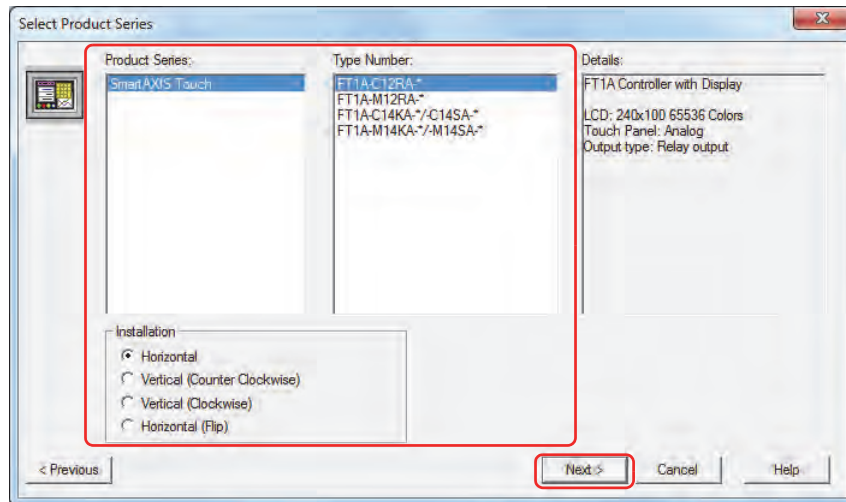 Select Product Series
Product Series:
SmartAXIS Touch
Type Number:
FT1A-C12RA-*
FT1A-M12RA-*
FT1A-C14KA-*/-C14SA-*
FT1A-M14KA-*/-M14SA-*
Details:
FT1A Controller with Display
LCD: 240x100 65536 Colors
Touch Panel: Analog
Output type: Relay output
Installation
Horizontal
Vertical (Counter Clockwise)
Vertical (Clockwise)
Horizontal (Flip)
< Previous
Next >
Cancel
Help